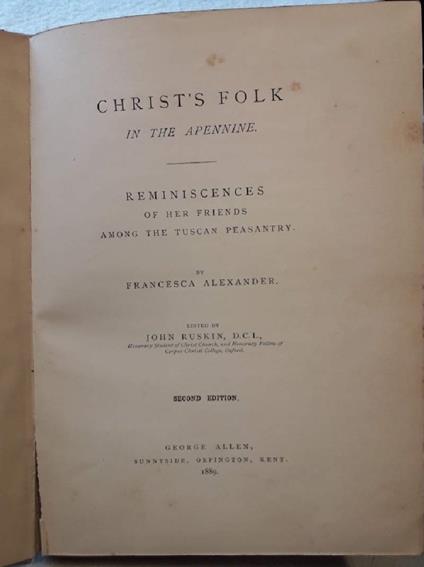 CHRIST'S FOLK
IN THE APENNINE.
REMINISCENCES
OF HER FRIENDS
AMONG THE TUSCAN PEASANTRY.
BY
FRANCESCA ALEXANDER.
EDITED BY
JOHN RUSKIN, D.C.L.,
Honorary Student of Christ Church, and Honorary Fellow of
Corpus Christi College, Oxford.
SECOND EDITION.
GEORGE ALLEN,
SUNNYSIDE, ORPINGTON, KENT.
1889.